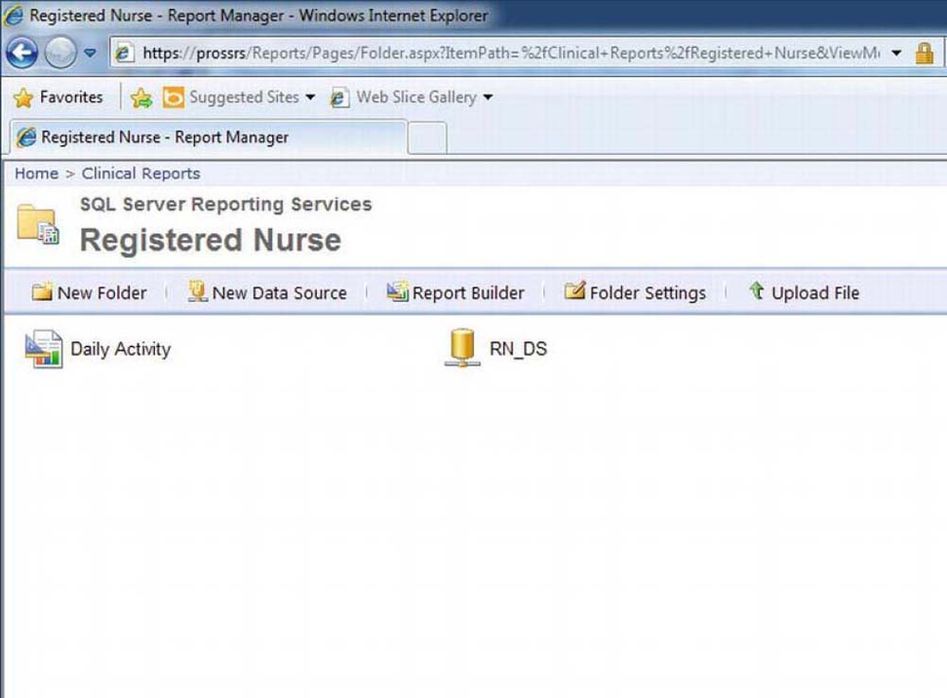 Registered Nurse - Report Manager - Windows Internet Explorer
https://prossrs/Reports/Pages/Folder.aspx?ItemPath=%2fClinical+Reports%2fRegistered+Nurse&ViewM
Favorites Suggested Sites Web Slice Gallery
Registered Nurse - Report Manager
Home > Clinical Reports
SQL Server Reporting Services
Registered Nurse
New Folder New Data Source Report Builder Folder Settings Upload File
Daily Activity RN_DS